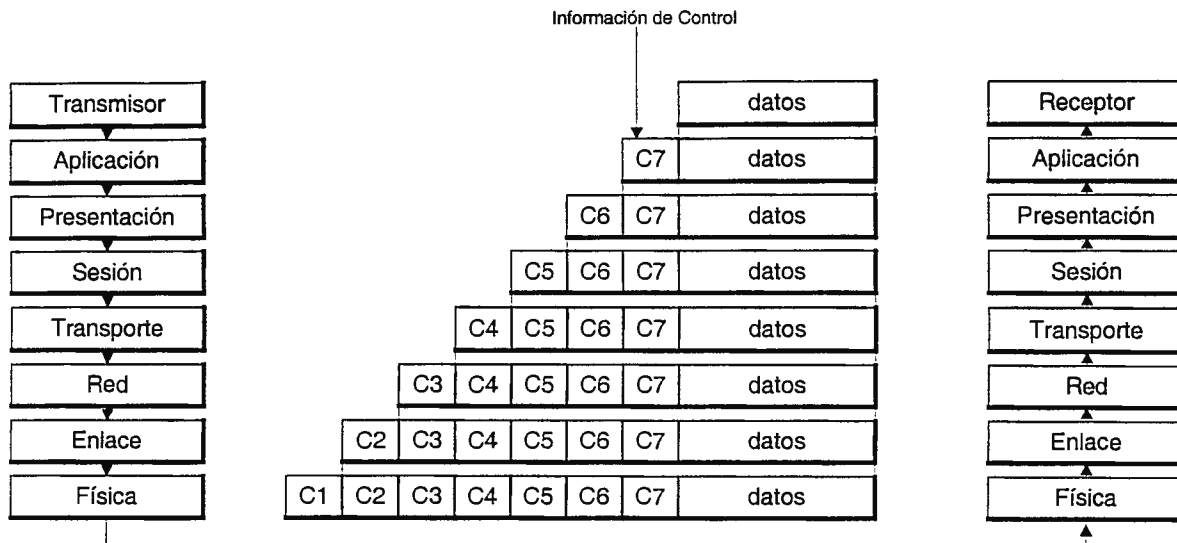 Información de Control
Transmisor datos Receptor
Aplicación C7 datos Aplicación
Presentación C6 C7 datos Presentación
Sesión C5 C6 C7 datos Sesión
Transporte C4 C5 C6 C7 datos Transporte
Red C3 C4 C5 C6 C7 datos Red
Enlace C2 C3 C4 C5 C6 C7 datos Enlace
Física C1 C2 C3 C4 C5 C6 C7 datos Física